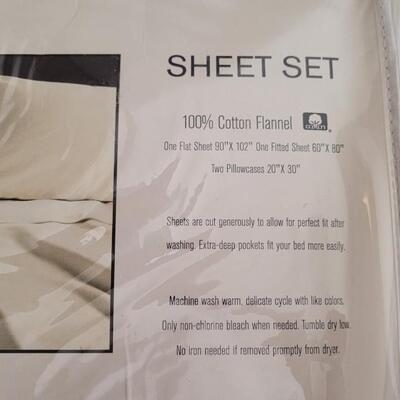 SHEET SET
100% Cotton Flannel COTTON ®
One Flat Sheet 90"X 102" One Fitted Sheet 60"X 80"
Two Pillowcases 20"X 30"
Sheets are cut generously to allow for perfect fit after
washing. Extra-deep pockets fit your bed more easily.
Machine wash warm, delicate cycle with like colors.
Only non-chlorine bleach when needed. Tumble dry low.
No iron needed if removed promptly from dryer.